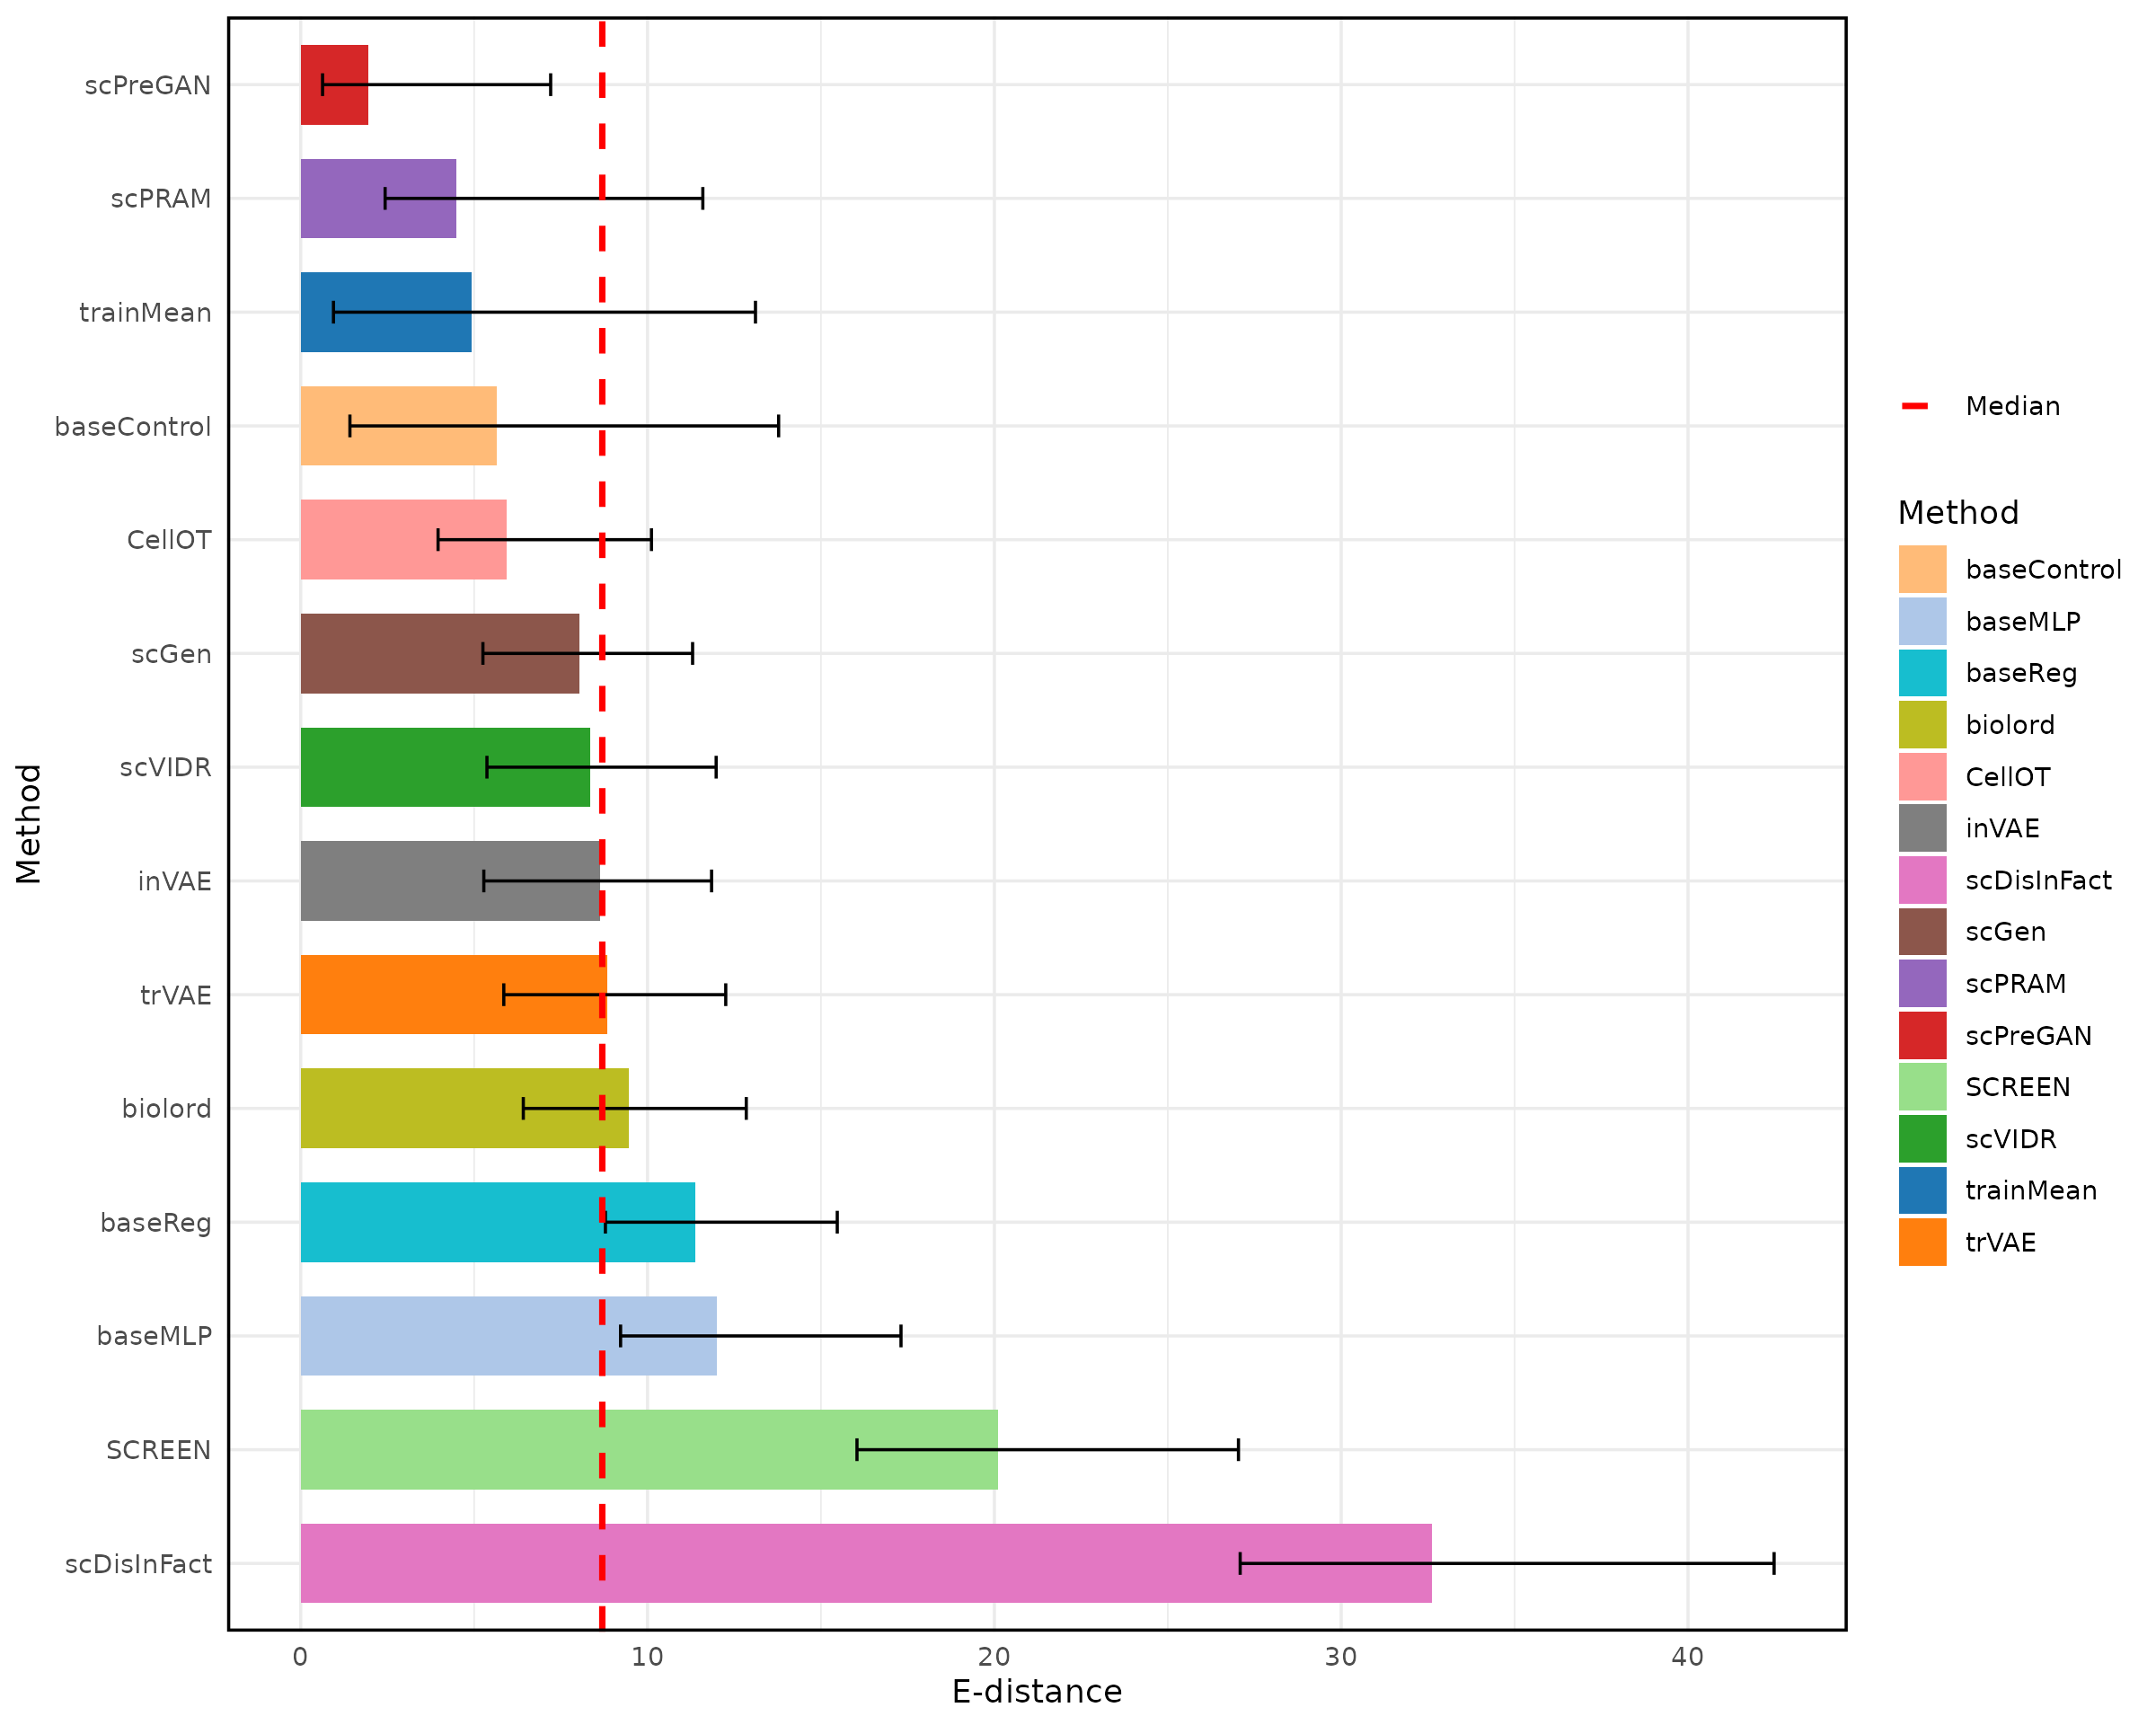 scPreGAN
scPRAM
trainMean
baseControl
CellOT
scGen
scVIDR
inVAE
trVAE
biolord
baseReg
baseMLP
SCREEN
scDisInFact
Method
0 10 20 30 40
E-distance
Median
Method
baseControl
baseMLP
baseReg
biolord
CellOT
inVAE
scDisInFact
scGen
scPRAM
scPreGAN
SCREEN
scVIDR
trainMean
trVAE